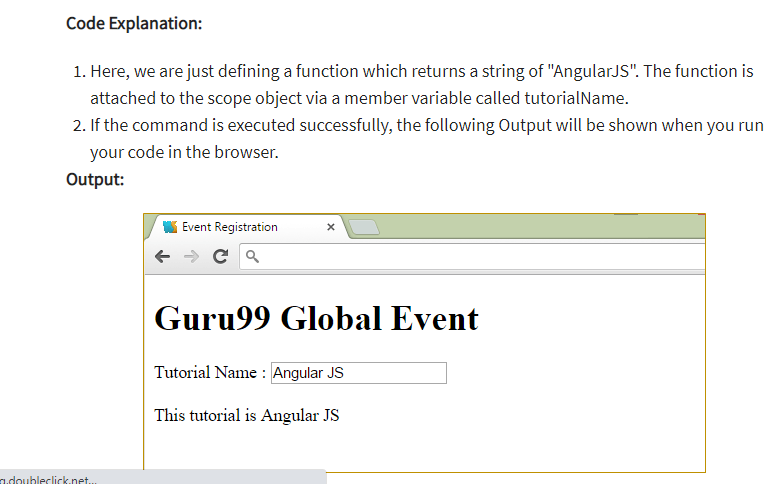 Code Explanation:
1. Here, we are just defining a function which returns a string of "AngularJS". The function is
attached to the scope object via a member variable called tutorialName.
2. If the command is executed successfully, the following Output will be shown when you run
your code in the browser.
Output:
Event Registration
Guru99 Global Event
Tutorial Name : Angular JS
This tutorial is Angular JS
g.doubleclick.net...